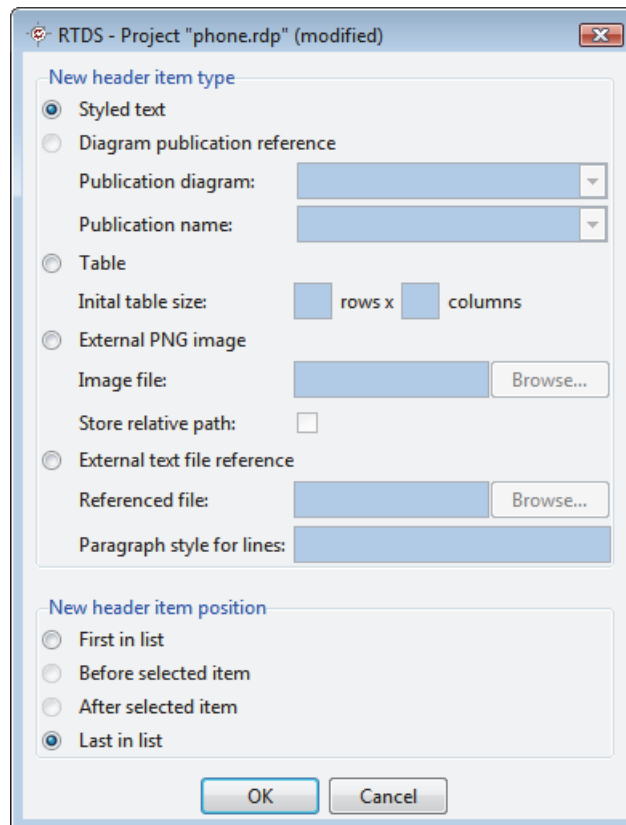 RTDS - Project "phone.rdp" (modified)
New header item type
Styled text
Diagram publication reference
Publication diagram:
Publication name:
Table
Inital table size: rows x columns
External PNG image
Image file: Browse...
Store relative path:
External text file reference
Referenced file: Browse...
Paragraph style for lines:
New header item position
First in list
Before selected item
After selected item
Last in list
OK Cancel